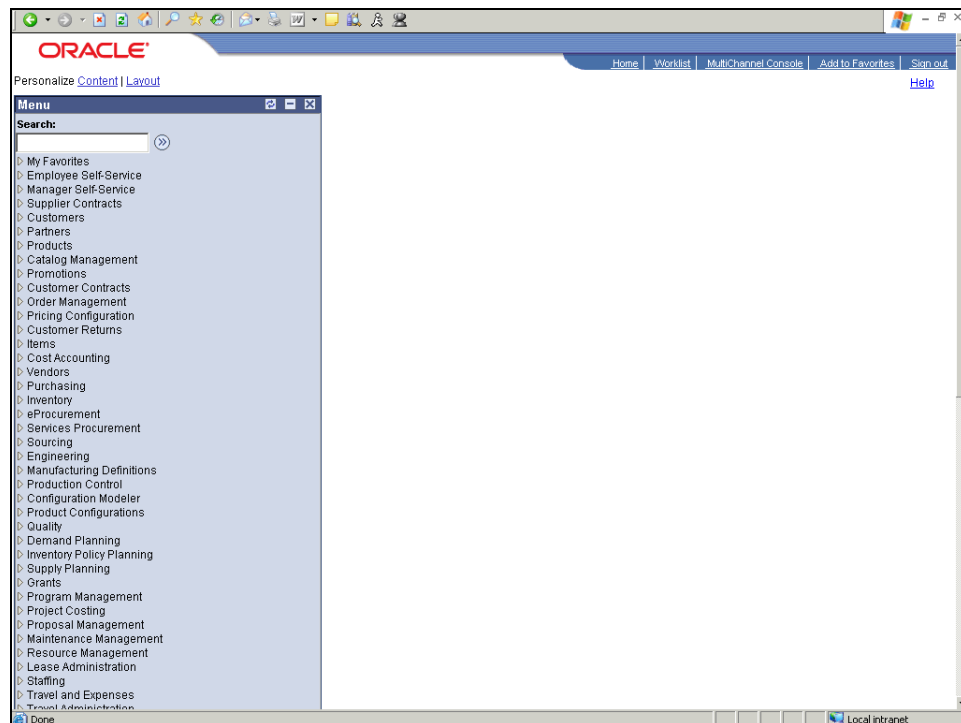 ORACLE'
Home | Worklist | MultiChannel Console | Add to Favorites | Sign out
Personalize Content | Layout
Help
Menu
Search:
My Favorites
Employee Self-Service
Manager Self-Service
Supplier Contracts
Customers
Partners
Products
Catalog Management
Promotions
Customer Contracts
Order Management
Pricing Configuration
Customer Returns
Items
Cost Accounting
Vendors
Purchasing
Inventory
eProcurement
Services Procurement
Sourcing
Engineering
Manufacturing Definitions
Production Control
Configuration Modeler
Product Configurations
Quality
Demand Planning
Inventory Policy Planning
Supply Planning
Grants
Program Management
Project Costing
Proposal Management
Maintenance Management
Resource Management
Lease Administration
Staffing
Travel and Expenses
Travel Administration
Done
Local intranet